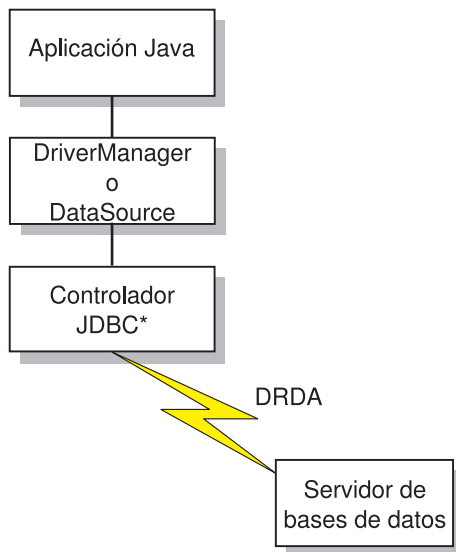 Aplicación Java
DriverManager
o
DataSource
Controlador
JDBC*
DRDA
Servidor de
bases de datos